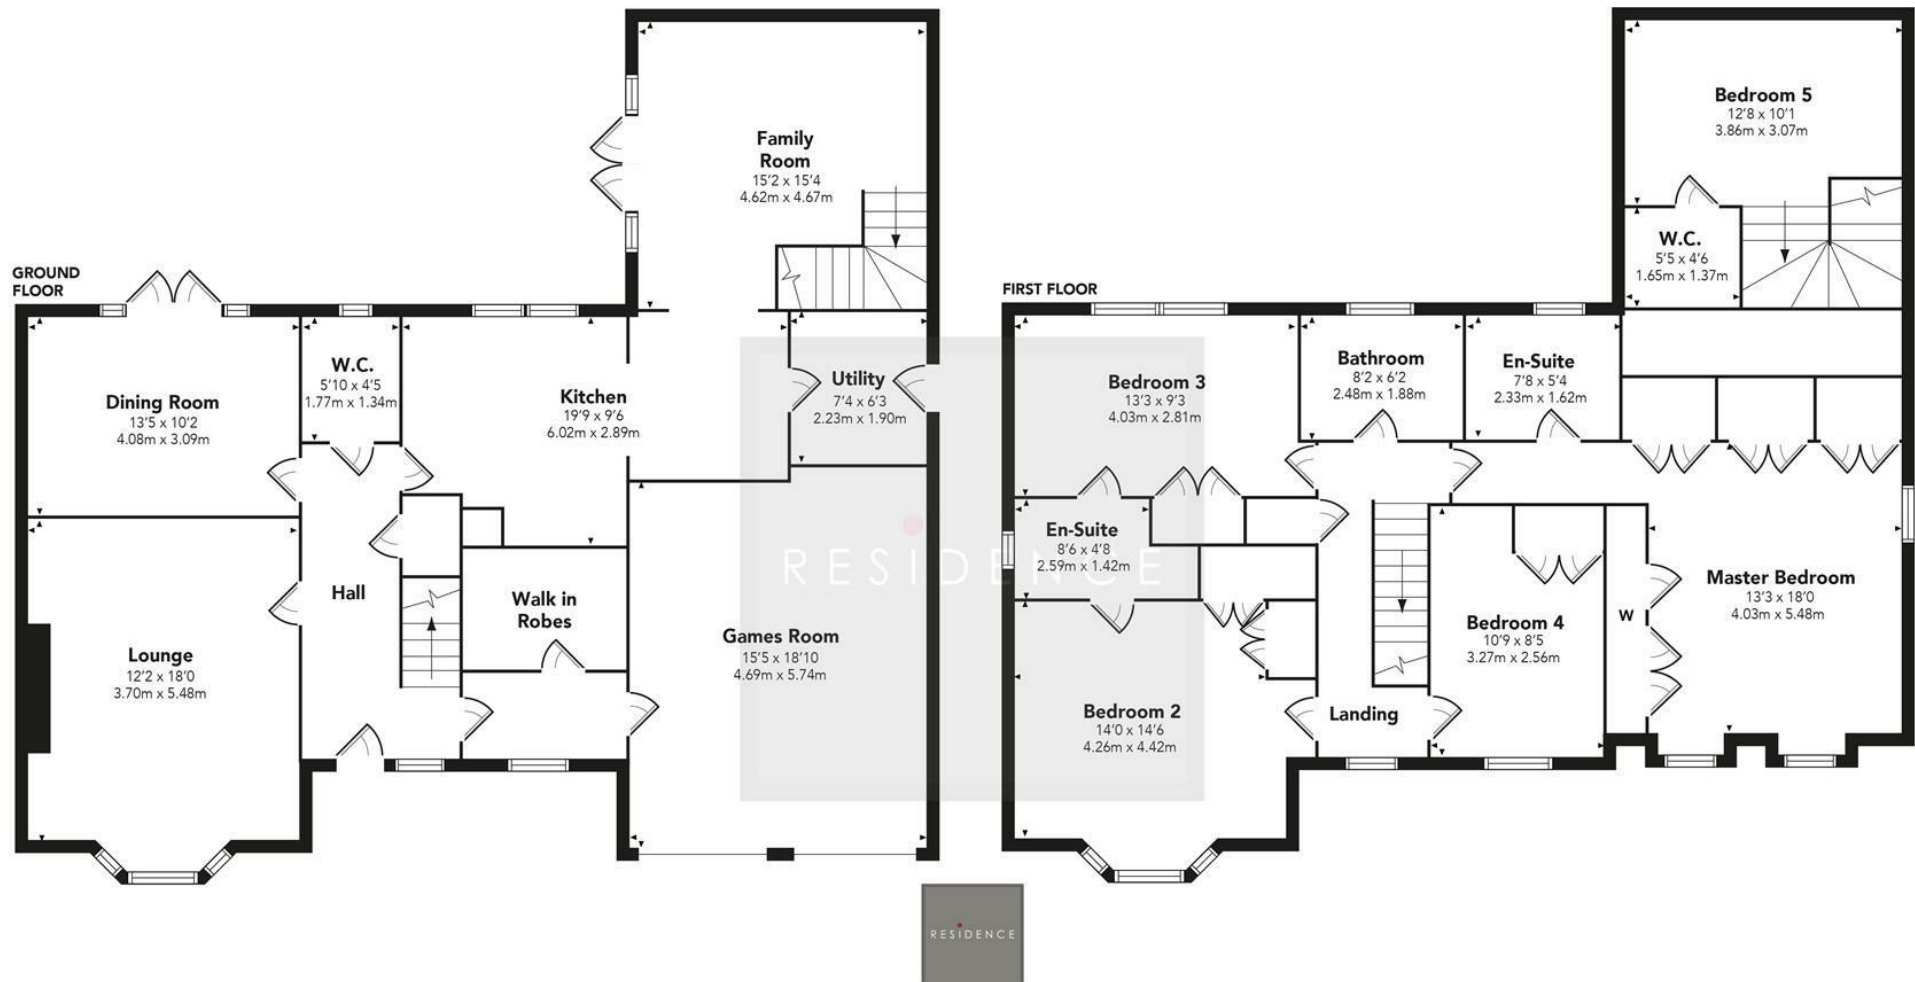 GROUND
FLOOR
Family
Room
15'2 x 15'4
4.62m x 4.67m
Dining Room
13'5 x 10'2
4.08m x 3.09m
W.C.
5'10 x 4'5
1.77m x 1.34m
Kitchen
19'9 x 9'6
6.02m x 2.89m
Utility
7'4 x 6'3
2.23m x 1.90m
Lounge
12'2 x 18'0
3.70m x 5.48m
Hall
Walk in
Robes
Games Room
15'5 x 18'10
4.69m x 5.74m
RESIDENCE
FIRST FLOOR
Bedroom 5
12'8 x 10'1
3.86m x 3.07m
W.C.
5'5 x 4'6
1.65m x 1.37m
Bedroom 3
13'3 x 9'3
4.03m x 2.81m
Bathroom
8'2 x 6'2
2.48m x 1.88m
En-Suite
7'8 x 5'4
2.33m x 1.62m
En-Suite
8'6 x 4'8
2.59m x 1.42m
Bedroom 2
14'0 x 14'6
4.26m x 4.42m
Landing
Bedroom 4
10'9 x 8'5
3.27m x 2.56m
W
Master Bedroom
13'3 x 18'0
4.03m x 5.48m
RESIDENCE